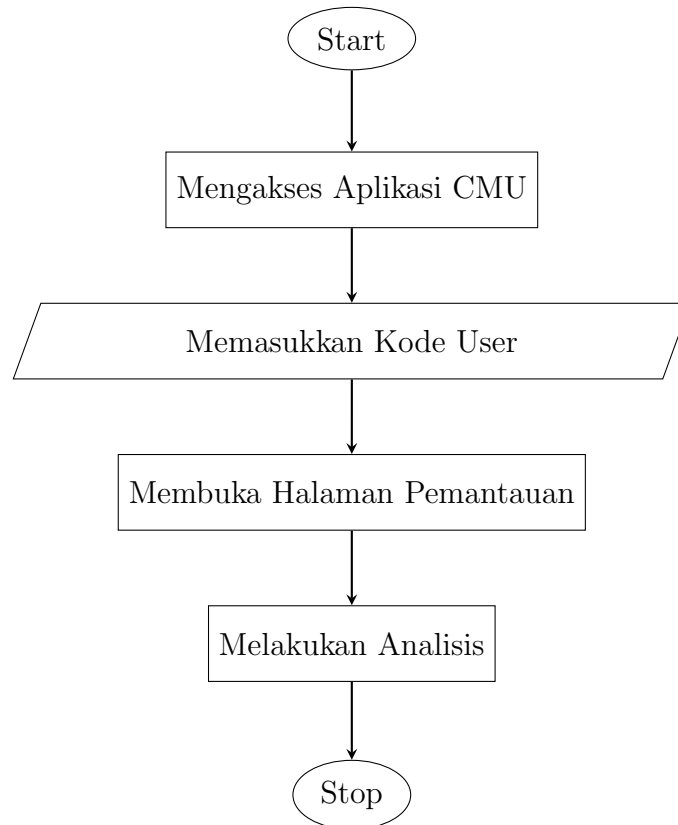 Start
Mengakses Aplikasi CMU
Memasukkan Kode User
Membuka Halaman Pemantauan
Melakukan Analisis
Stop